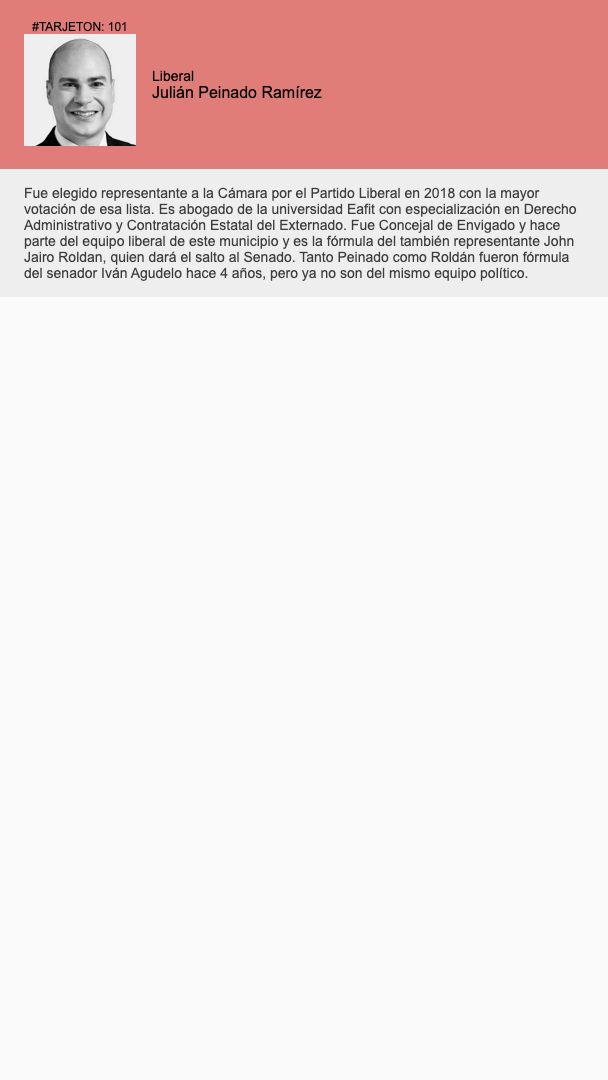 #TARJETON: 101
Liberal
Julián Peinado Ramírez
Fue elegido representante a la Cámara por el Partido Liberal en 2018 con la mayor
votación de esa lista. Es abogado de la universidad Eafit con especialización en Derecho
Administrativo y Contratación Estatal del Externado. Fue Concejal de Envigado y hace
parte del equipo liberal de este municipio y es la fórmula del también representante John
Jairo Roldan, quien dará el salto al Senado. Tanto Peinado como Roldán fueron fórmula
del senador Iván Agudelo hace 4 años, pero ya no son del mismo equipo político.